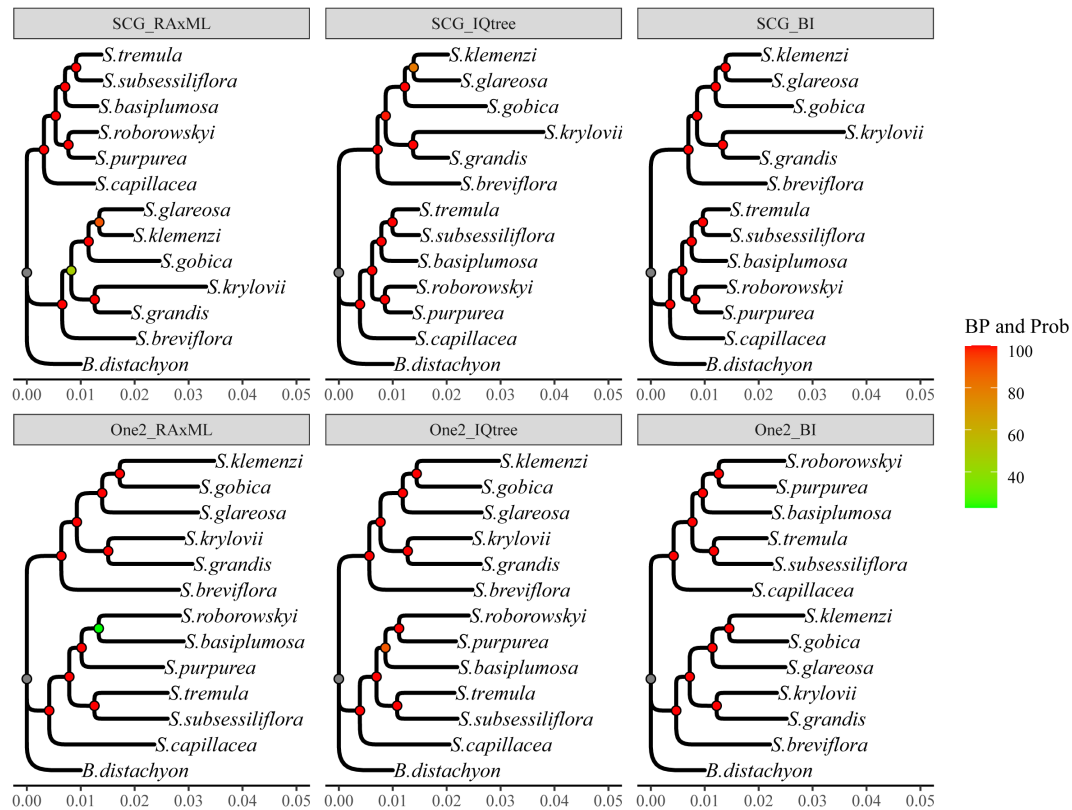 SCG_RAxML
S.tremula
S.subsessiliflora
S.basiplumosa
S.roborowskyi
S.purpurea
S.capillacea
S.glareosa
S.klemenzi
S.gobica
S.krylovii
S.grandis
S.breviflora
B.distachyon
0.00 0.01 0.02 0.03 0.04 0.05
SCG_IQtree
S.klemenzi
S.glareosa
S.gobica
S.krylovii
S.grandis
S.breviflora
S.tremula
S.subsessiliflora
S.basiplumosa
S.roborowskyi
S.purpurea
S.capillacea
B.distachyon
0.00 0.01 0.02 0.03 0.04 0.05
SCG_BI
S.klemenzi
S.glareosa
S.gobica
S.krylovii
S.grandis
S.breviflora
S.tremula
S.subsessiliflora
S.basiplumosa
S.roborowskyi
S.purpurea
S.capillacea
B.distachyon
0.00 0.01 0.02 0.03 0.04 0.05
One2_RAxML
S.klemenzi
S.gobica
S.glareosa
S.krylovii
S.grandis
S.breviflora
S.roborowskyi
S.basiplumosa
S.purpurea
S.tremula
S.subsessiliflora
S.capillacea
B.distachyon
0.00 0.01 0.02 0.03 0.04 0.05
One2_IQtree
S.klemenzi
S.gobica
S.glareosa
S.krylovii
S.grandis
S.breviflora
S.roborowskyi
S.purpurea
S.basiplumosa
S.tremula
S.subsessiliflora
S.capillacea
B.distachyon
0.00 0.01 0.02 0.03 0.04 0.05
One2_BI
S.roborowskyi
S.purpurea
S.basiplumosa
S.tremula
S.subsessiliflora
S.capillacea
S.klemenzi
S.gobica
S.glareosa
S.krylovii
S.grandis
S.breviflora
B.distachyon
0.00 0.01 0.02 0.03 0.04 0.05
BP and Prob
100
80
60
40